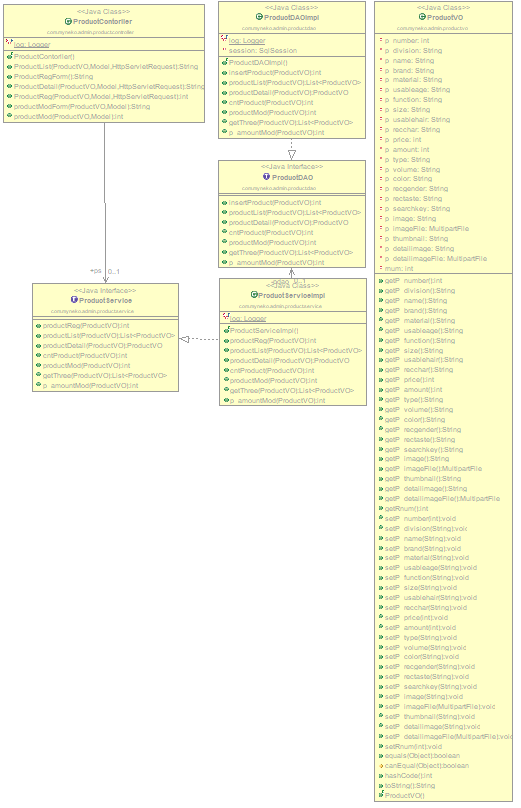 <<Java Class>>
ProductContorller
com.myneko.admin.productcontroller
log: Logger
ProductContorller()
ProductList(ProductVO,Model,HttpServletRequest):String
ProductRegForm():String
ProductDetail(ProductVO,Model,HttpServletRequest):String
ProductReg(ProductVO,Model,HttpServletRequest):int
productModForm(ProductVO,Model):String
productMod(ProductVO,Model):int
+ps 0..1
<<Java Interface>>
ProductService
com.myneko.admin.productservice
productReg(ProductVO):int
productList(ProductVO):List<ProductVO>
productDetail(ProductVO):ProductVO
cntProduct(ProductVO):int
productMod(ProductVO):int
getThree(ProductVO):List<ProductVO>
p_amountMod(ProductVO):int
<<Java Class>>
ProductDAOImpl
com.myneko.admin.productdao
log: Logger
session: SqlSession
ProductDAOImpl()
insertProduct(ProductVO):int
productList(ProductVO):List<ProductVO>
productDetail(ProductVO):ProductVO
cntProduct(ProductVO):int
productMod(ProductVO):int
getThree(ProductVO):List<ProductVO>
p_amountMod(ProductVO):int
<<Java Interface>>
ProductDAO
com.myneko.admin.productdao
insertProduct(ProductVO):int
productList(ProductVO):List<ProductVO>
productDetail(ProductVO):ProductVO
cntProduct(ProductVO):int
productMod(ProductVO):int
getThree(ProductVO):List<ProductVO>
p_amountMod(ProductVO):int
0..1
<<Java Class>>
ProductServiceImpl
com.myneko.admin.productservice
log: Logger
ProductServiceImpl()
productReg(ProductVO):int
productList(ProductVO):List<ProductVO>
productDetail(ProductVO):ProductVO
cntProduct(ProductVO):int
productMod(ProductVO):int
getThree(ProductVO):List<ProductVO>
p_amountMod(ProductVO):int
<<Java Class>>
ProductVO
com.myneko.admin.productvo
p_number: int
p_division: String
p_name: String
p_brand: String
p_material: String
p_usableage: String
p_function: String
p_size: String
p_usablehair: String
p_recchar: String
p_price: int
p_amount: int
p_type: String
p_volume: String
p_color: String
p_recgender: String
p_rectaste: String
p_searchkey: String
p_image: String
p_imageFile: MultipartFile
p_thumbnail: String
p_detailimage: String
p_detailimageFile: MultipartFile
rnum: int
getP_number():int
getP_division():String
getP_name():String
getP_brand():String
getP_material():String
getP_usableage():String
getP_function():String
getP_size():String
getP_usablehair():String
getP_recchar():String
getP_price():int
getP_amount():int
getP_type():String
getP_volume():String
getP_color():String
getP_recgender():String
getP_rectaste():String
getP_searchkey():String
getP_image():String
getP_imageFile():MultipartFile
getP_thumbnail():String
getP_detailimage():String
getP_detailimageFile():MultipartFile
getRnum():int
setP_number(int):void
setP_division(String):void
setP_name(String):void
setP_brand(String):void
setP_material(String):void
setP_usableage(String):void
setP_function(String):void
setP_size(String):void
setP_usablehair(String):void
setP_recchar(String):void
setP_price(int):void
setP_amount(int):void
setP_type(String):void
setP_volume(String):void
setP_color(String):void
setP_recgender(String):void
setP_rectaste(String):void
setP_searchkey(String):void
setP_image(String):void
setP_imageFile(MultipartFile):void
setP_thumbnail(String):void
setP_detailimage(String):void
setP_detailimageFile(MultipartFile):void
setRnum(int):void
equals(Object):boolean
canEqual(Object):boolean
hashCode():int
toString():String
ProductVO()